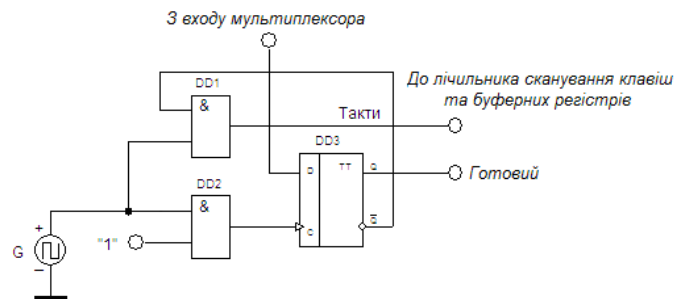 З входу мультиплексора
DD1
&
До лічильника сканування клавіш
та буферних регістрів
Такти
DD3
D
TT
Q
Готовий
DD2
&
C
Q
"1"
+
G
−